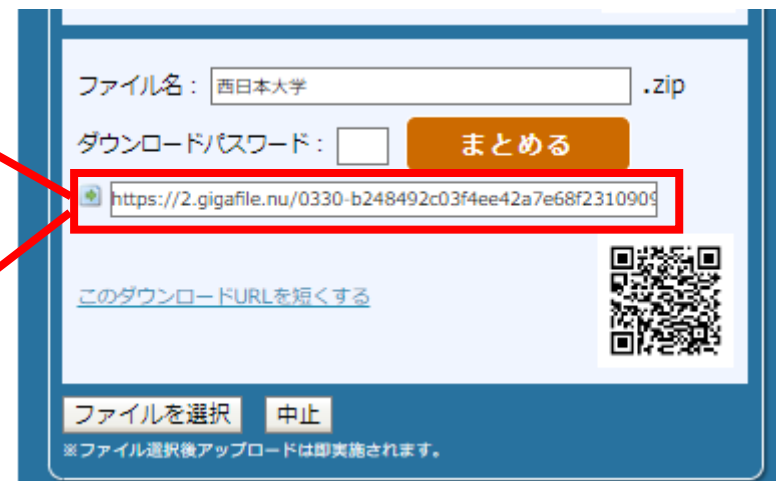 ファイル名： 西日本大学 .zip
ダウンロードパスワード： まとめる
https://2.gigafile.nu/0330-b248492c03f4ee42a7e68f2310909
このダウンロードURLを短くする
ファイルを選択 中止
※ファイル選択後アップロードは即実施されます。